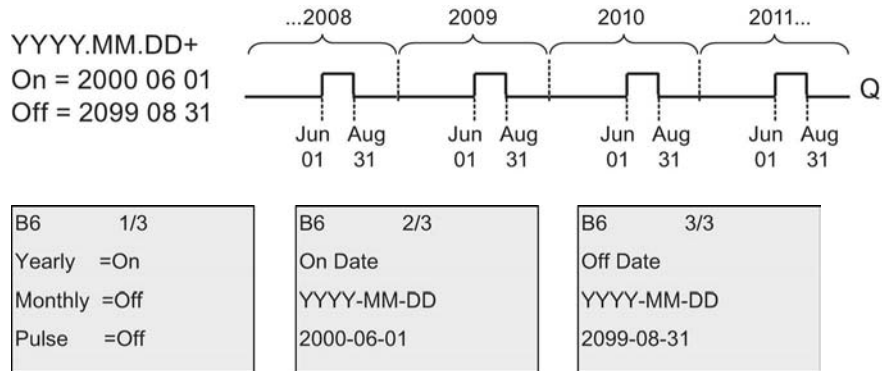 ...2008 2009 2010 2011...
YYYY.MM.DD+
On = 2000 06 01
Off = 2099 08 31
Q
Jun Aug Jun Aug Jun Aug Jun Aug
01 31 01 31 01 31 01 31
B6 1/3
Yearly =On
Monthly =Off
Pulse =Off
B6 2/3
On Date
YYYY-MM-DD
2000-06-01
B6 3/3
Off Date
YYYY-MM-DD
2099-08-31